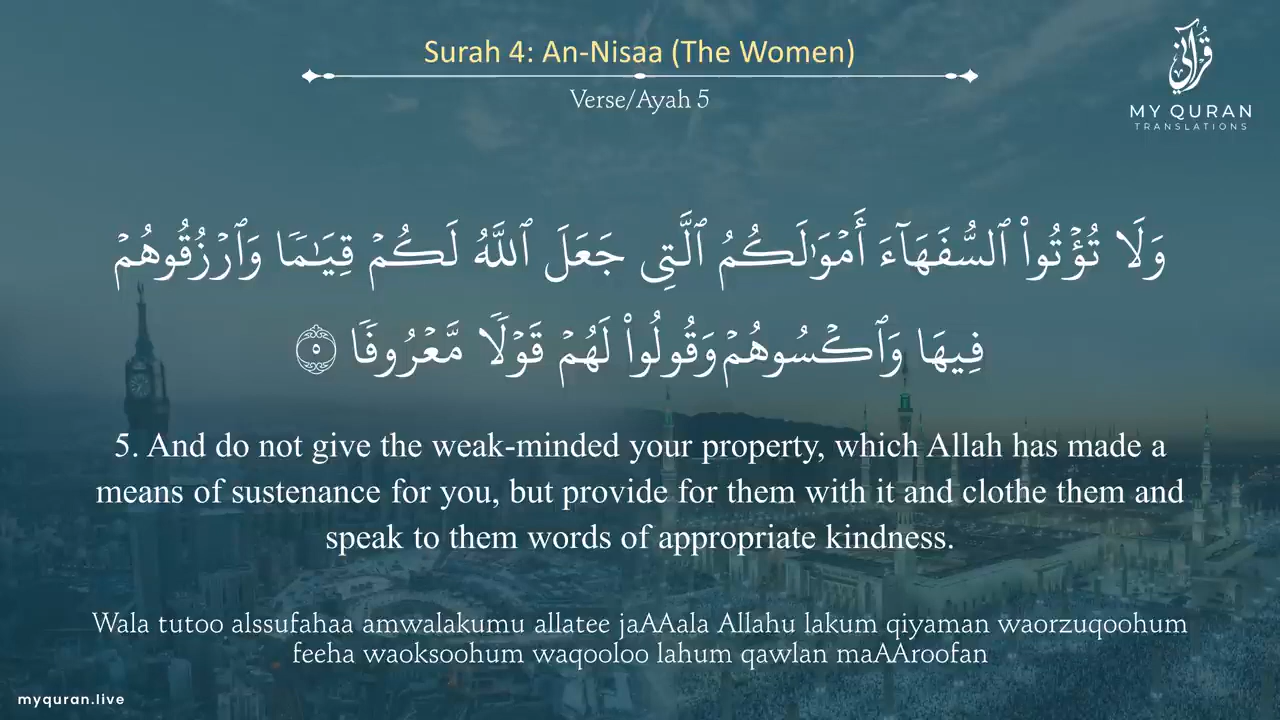 Surah 4: An-Nisaa (The Women)
Verse/Ayah 5
قرآني
MY QURAN
TRANSLATIONS
وَلَا تُؤۡتُواْ ٱلسُّفَهَآءَ أَمۡوَٰلَكُمُ ٱلَّتِي جَعَلَ ٱللَّهُ لَكُمۡ قِيَٰمٗا وَٱرۡزُقُوهُمۡ
فِيهَا وَٱكۡسُوهُمۡ وَقُولُواْ لَهُمۡ قَوۡلٗا مَّعۡرُوفٗا ٥
5. And do not give the weak-minded your property, which Allah has made a
means of sustenance for you, but provide for them with it and clothe them and
speak to them words of appropriate kindness.
Wala tutoo alssufahaa amwalakumu allatee jaAAala Allahu lakum qiyaman waorzuqoohum
feeha waoksoohum waqooloo lahum qawlan maAAroofan
myquran.live